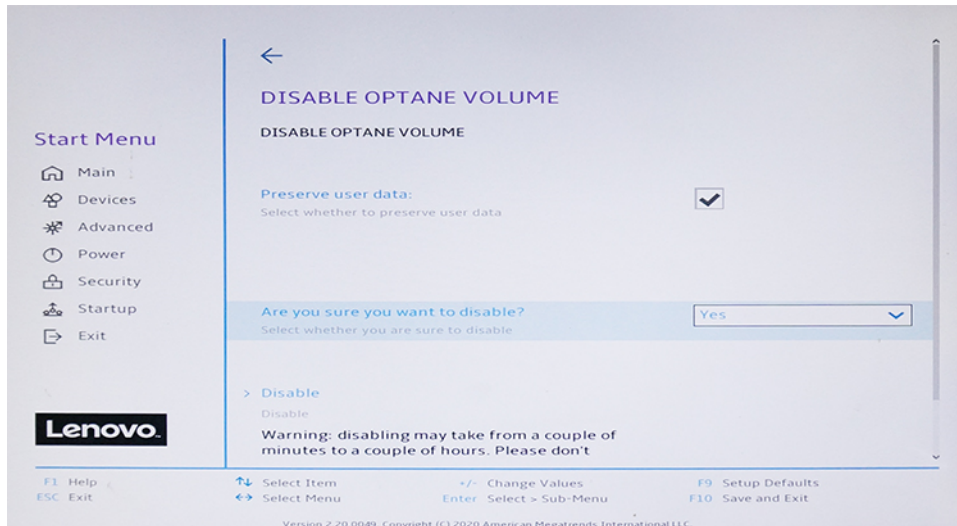 DISABLE OPTANE VOLUME
DISABLE OPTANE VOLUME
Start Menu
Main
Devices
Advanced
Power
Security
Startup
Exit
Preserve user data:
Select whether to preserve user data
Are you sure you want to disable?
Yes
Select whether you are sure to disable
> Disable
Disable
Warning: disabling may take from a couple of
minutes to a couple of hours. Please don't
Lenovo
F1 Help
ESC Exit
↑↓ Select Item
↔ Select Menu
+/- Change Values
Enter Select > Sub-Menu
F9 Setup Defaults
F10 Save and Exit
Version 2.20.0049. Copyright (C) 2020 American Megatrends International LLC